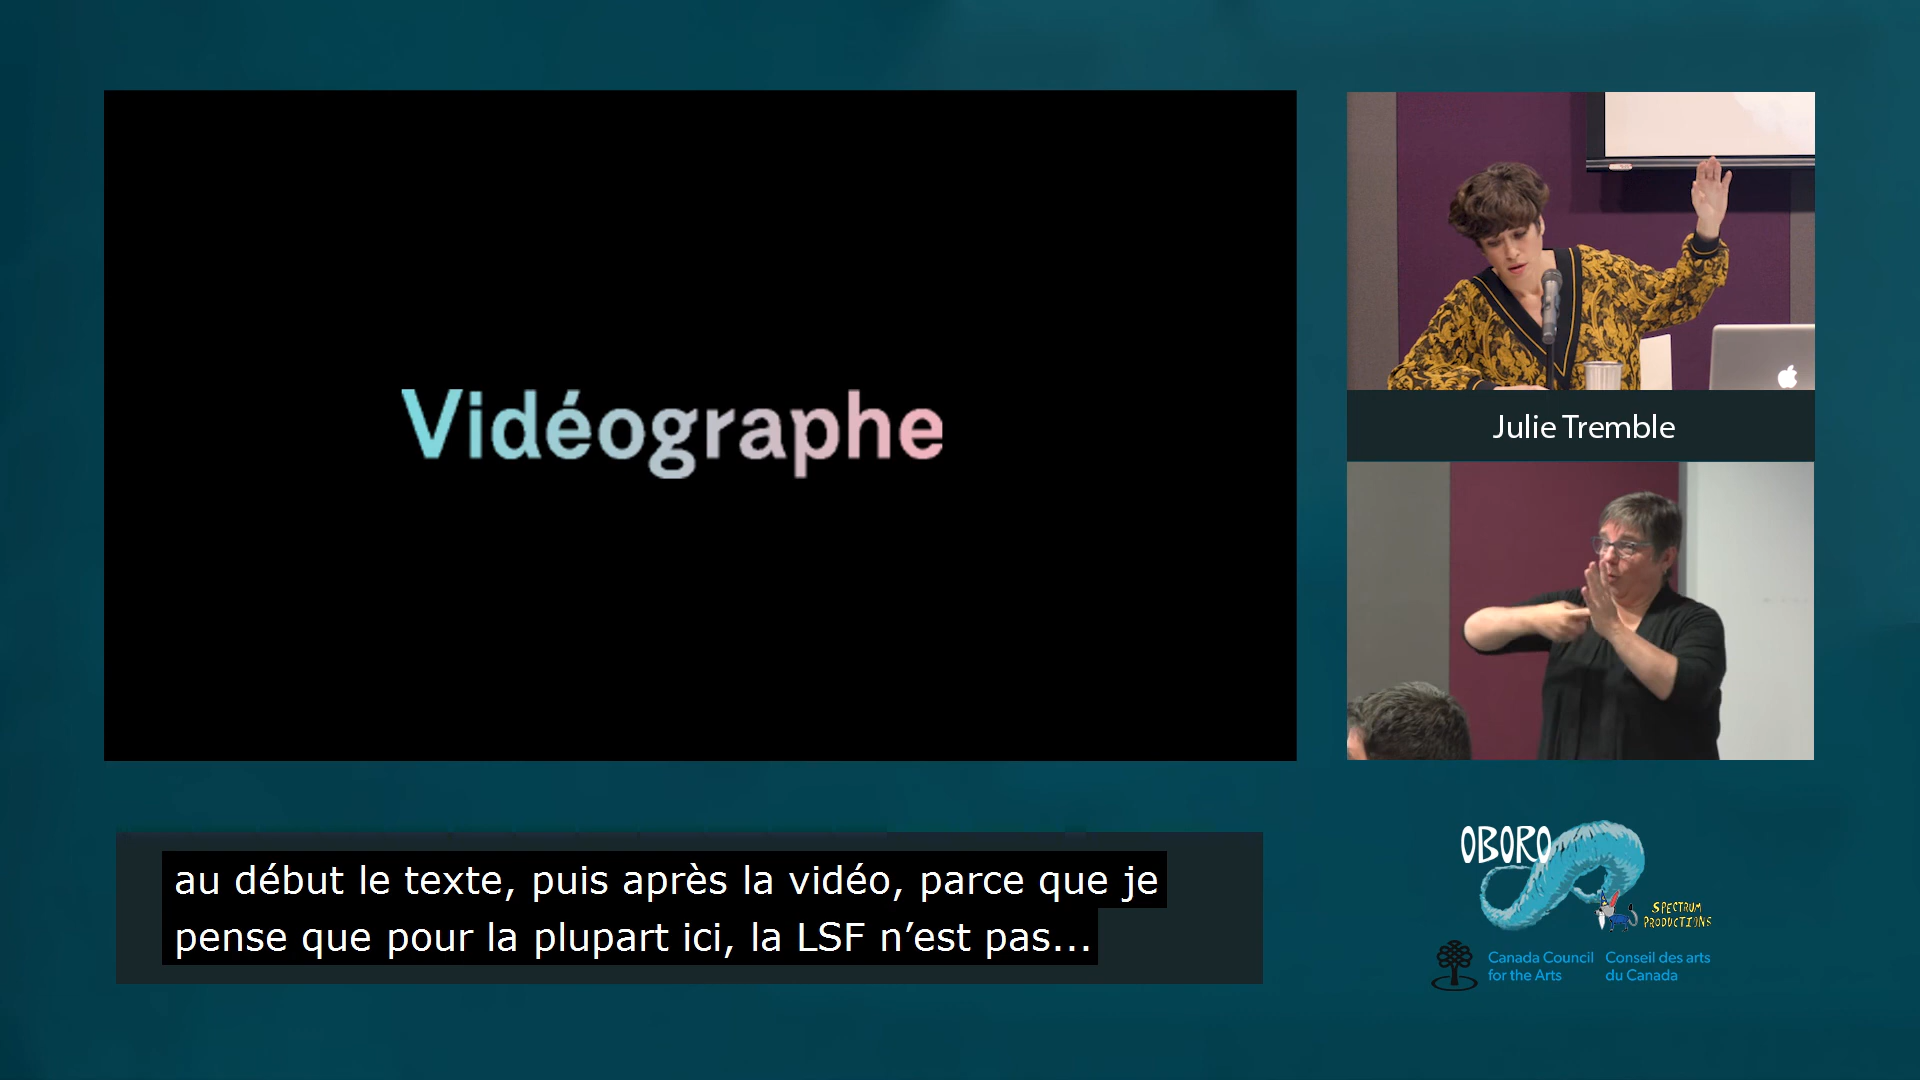 Vidéographe
Julie Tremble
au début le texte, puis après la vidéo, parce que je
pense que pour la plupart ici, la LSF n’est pas...
OBORO
SPECTRUM
PRODUCTIONS
Canada Council
for the Arts
Conseil des arts
du Canada